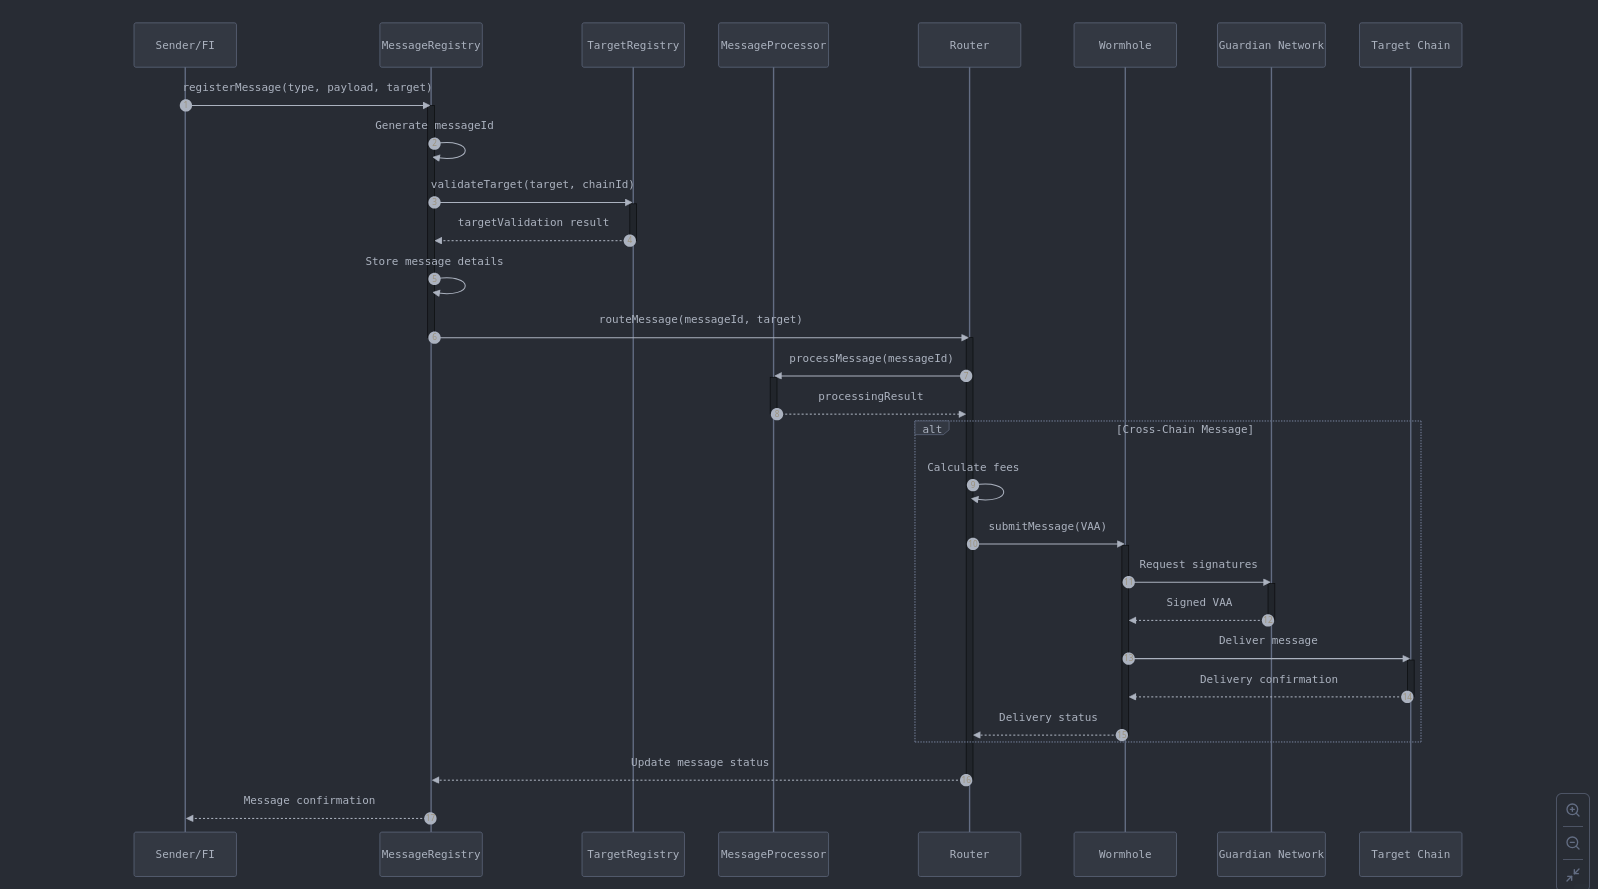 Sender/FI
MessageRegistry
TargetRegistry
MessageProcessor
Router
Wormhole
Guardian Network
Target Chain
registerMessage(type, payload, target)
Generate messageId
validateTarget(target, chainId)
targetValidation result
Store message details
routeMessage(messageId, target)
processMessage(messageId)
processingResult
alt
[Cross-Chain Message]
Calculate fees
submitMessage(VAA)
Request signatures
Signed VAA
Deliver message
Delivery confirmation
Delivery status
Update message status
Message confirmation
Sender/FI
MessageRegistry
TargetRegistry
MessageProcessor
Router
Wormhole
Guardian Network
Target Chain